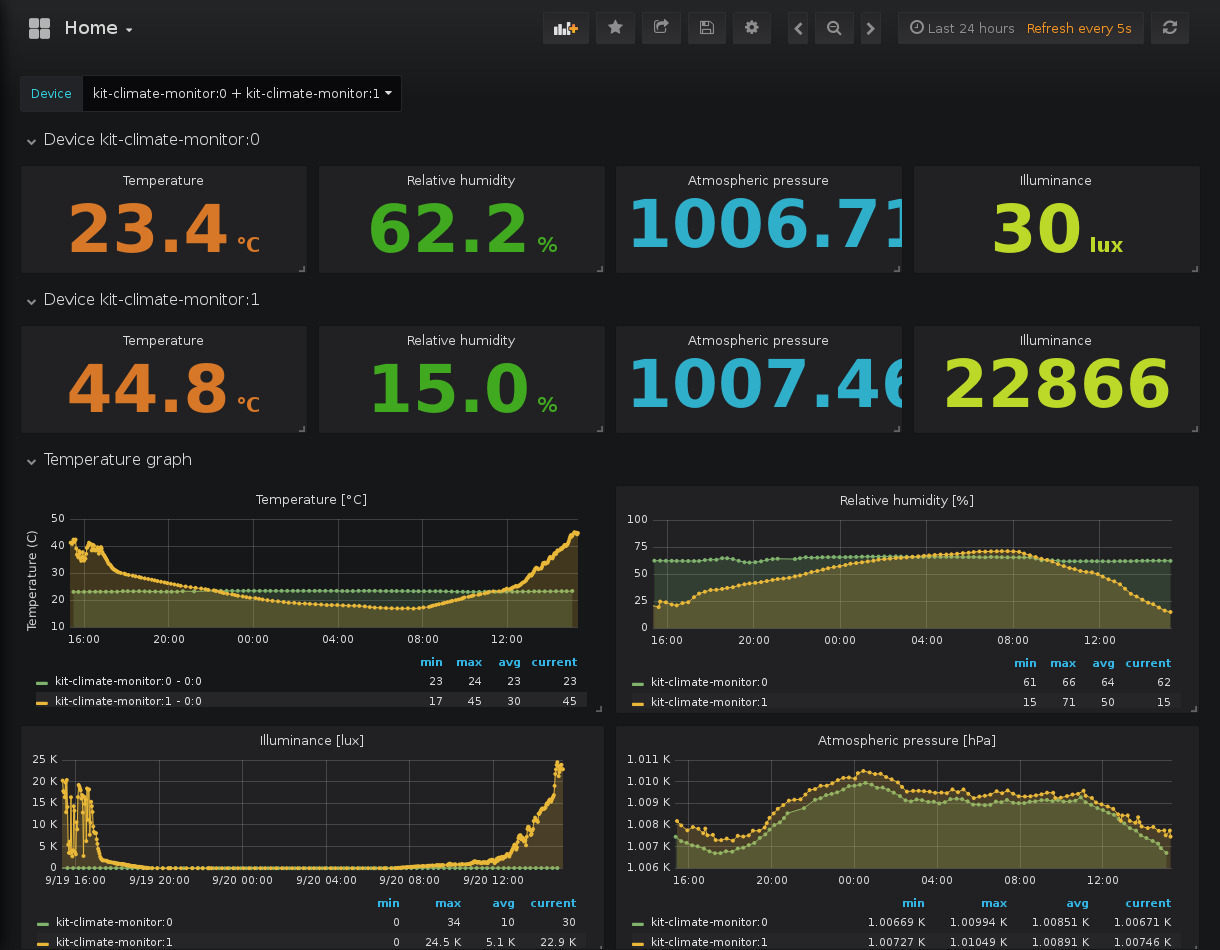 Home
Last 24 hours Refresh every 5s
Device kit-climate-monitor:0 + kit-climate-monitor:1
Device kit-climate-monitor:0
Temperature Relative humidity Atmospheric pressure Illuminance
23.4 °C 62.2 % 1006.71 30 lux
Device kit-climate-monitor:1
Temperature Relative humidity Atmospheric pressure Illuminance
44.8 °C 15.0 % 1007.46 22866
Temperature graph
Temperature [°C]
Temperature (C)
50
40
30
20
10
16:00 20:00 00:00 04:00 08:00 12:00
min max avg current
kit-climate-monitor:0 - 0:0 23 24 23 23
kit-climate-monitor:1 - 0:0 17 45 30 45
Relative humidity [%]
100
75
50
25
0
16:00 20:00 00:00 04:00 08:00 12:00
min max avg current
kit-climate-monitor:0 61 66 64 62
kit-climate-monitor:1 15 71 50 15
Illuminance [lux]
25 K
20 K
15 K
10 K
5 K
0
9/19 16:00 9/19 20:00 9/20 00:00 9/20 04:00 9/20 08:00 9/20 12:00
min max avg current
kit-climate-monitor:0 0 34 10 30
kit-climate-monitor:1 0 24.5 K 5.1 K 22.9 K
Atmospheric pressure [hPa]
1.011 K
1.010 K
1.009 K
1.008 K
1.007 K
1.006 K
16:00 20:00 00:00 04:00 08:00 12:00
min max avg current
kit-climate-monitor:0 1.00669 K 1.00994 K 1.00851 K 1.00671 K
kit-climate-monitor:1 1.00727 K 1.01049 K 1.00891 K 1.00746 K